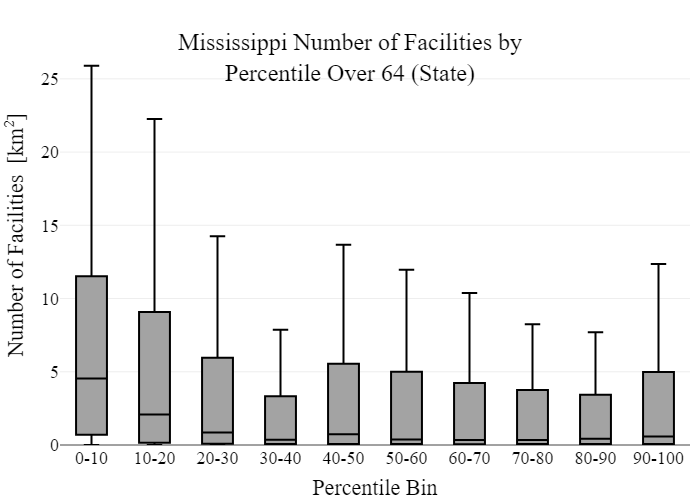 Mississippi Number of Facilities by
Percentile Over 64 (State)
Number of Facilities [km²]
25
20
15
10
5
0
0-10 10-20 20-30 30-40 40-50 50-60 60-70 70-80 80-90 90-100
Percentile Bin